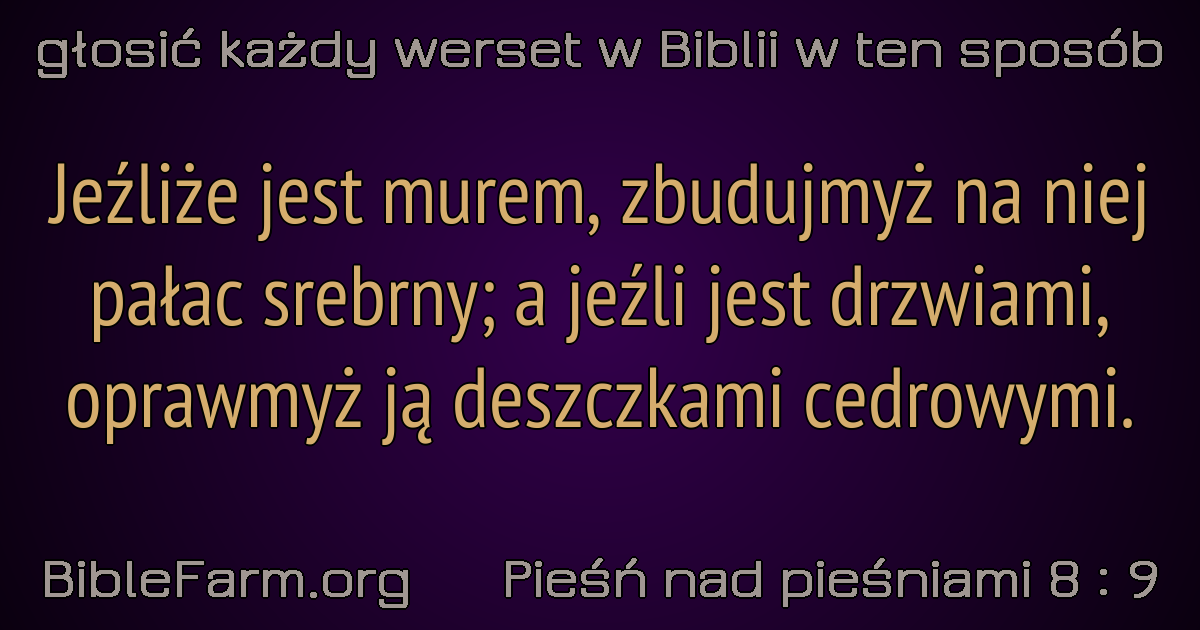 głosić każdy werset w Biblii w ten sposób
Jeźliże jest murem, zbudujmyż na niej
pałac srebrny; a jeźli jest drzwiami,
oprawmyż ją deszczkami cedrowymi.
BibleFarm.org Pieśń nad pieśniami 8 : 9